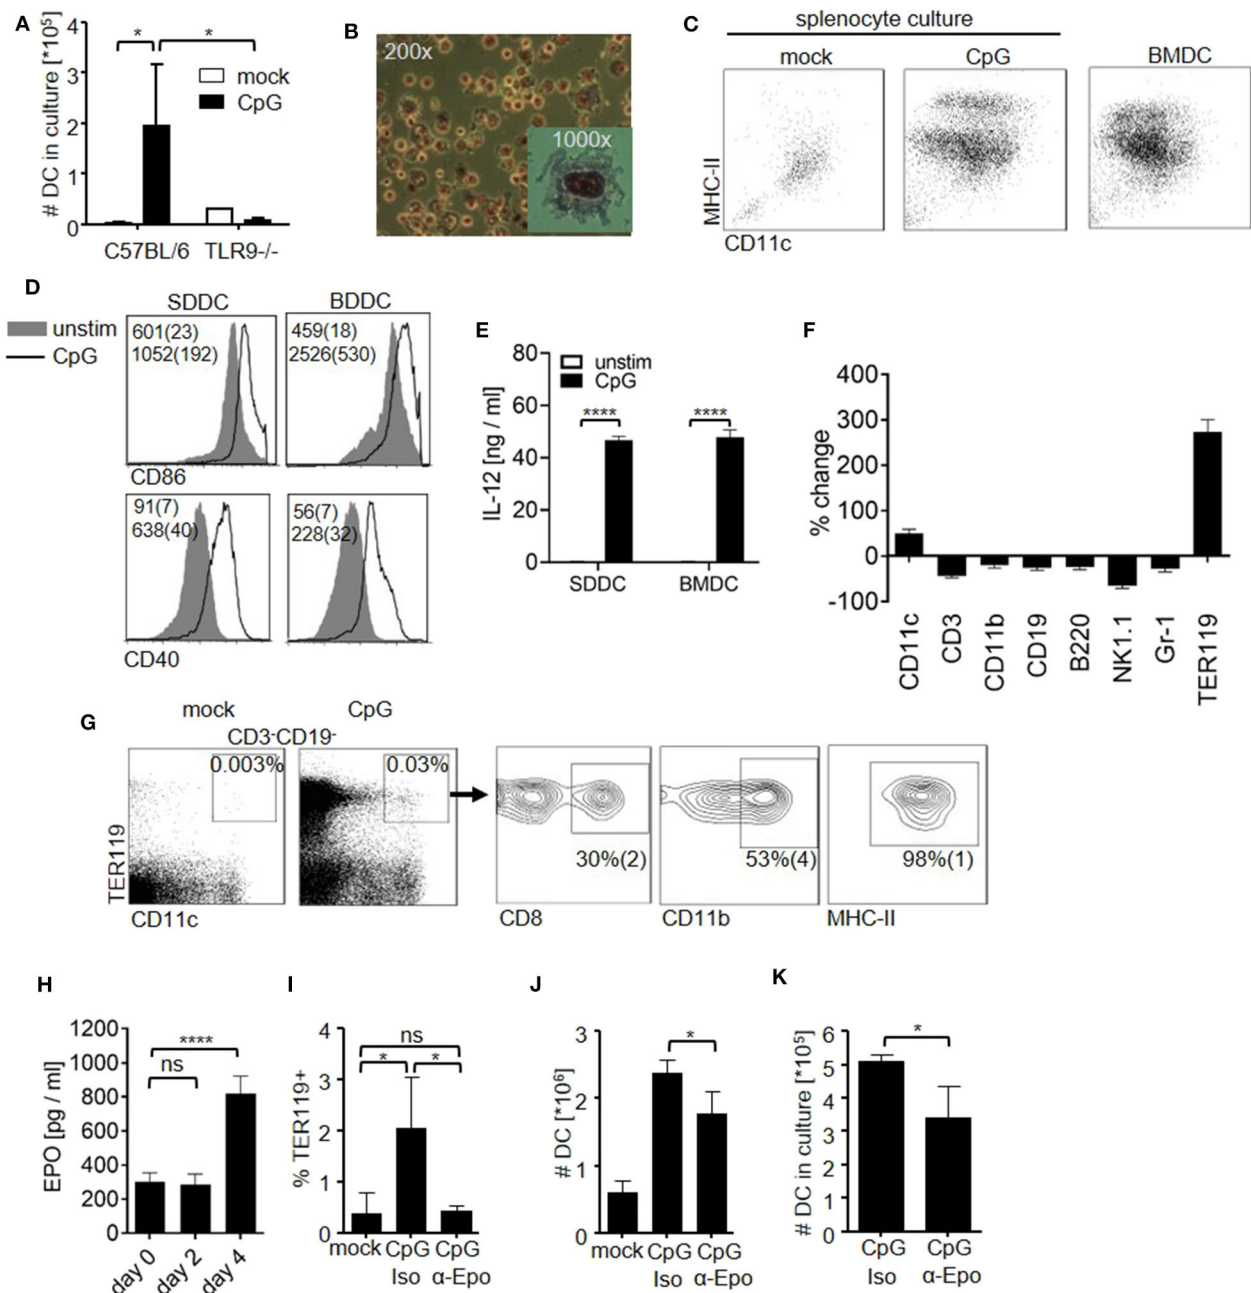 A
# DC in culture [*10⁵]
4
3
2
1
0
*
*
mock
CpG
C57BL/6
TLR9-/-
B
200x
1000x
C
splenocyte culture
mock
CpG
BMDC
MHC-II
CD11c
D
unstim
CpG
SDDC
BDDC
601(23)
1052(192)
459(18)
2526(530)
CD86
91(7)
638(40)
56(7)
228(32)
CD40
E
IL-12 [ng / ml]
80
60
40
20
0
unstim
CpG
****
****
SDDC
BMDC
F
% change
400
300
200
100
0
-100
CD11c
CD3
CD11b
CD19
B220
NK1.1
Gr-1
TER119
G
mock
CpG
CD3-CD19-
0.003%
0.03%
TER119
CD11c
30%(2)
CD8
53%(4)
CD11b
98%(1)
MHC-II
H
EPO [pg / ml]
1200
1000
800
600
400
200
0
****
ns
day 0
day 2
day 4
I
% TER119+
4
3
2
1
0
ns
*
*
mock
CpG Iso
CpG α-Epo
J
# DC [*10⁶]
3
2
1
0
*
mock
CpG Iso
CpG α-Epo
K
# DC in culture [*10⁵]
6
5
4
3
2
1
0
*
CpG Iso
CpG α-Epo